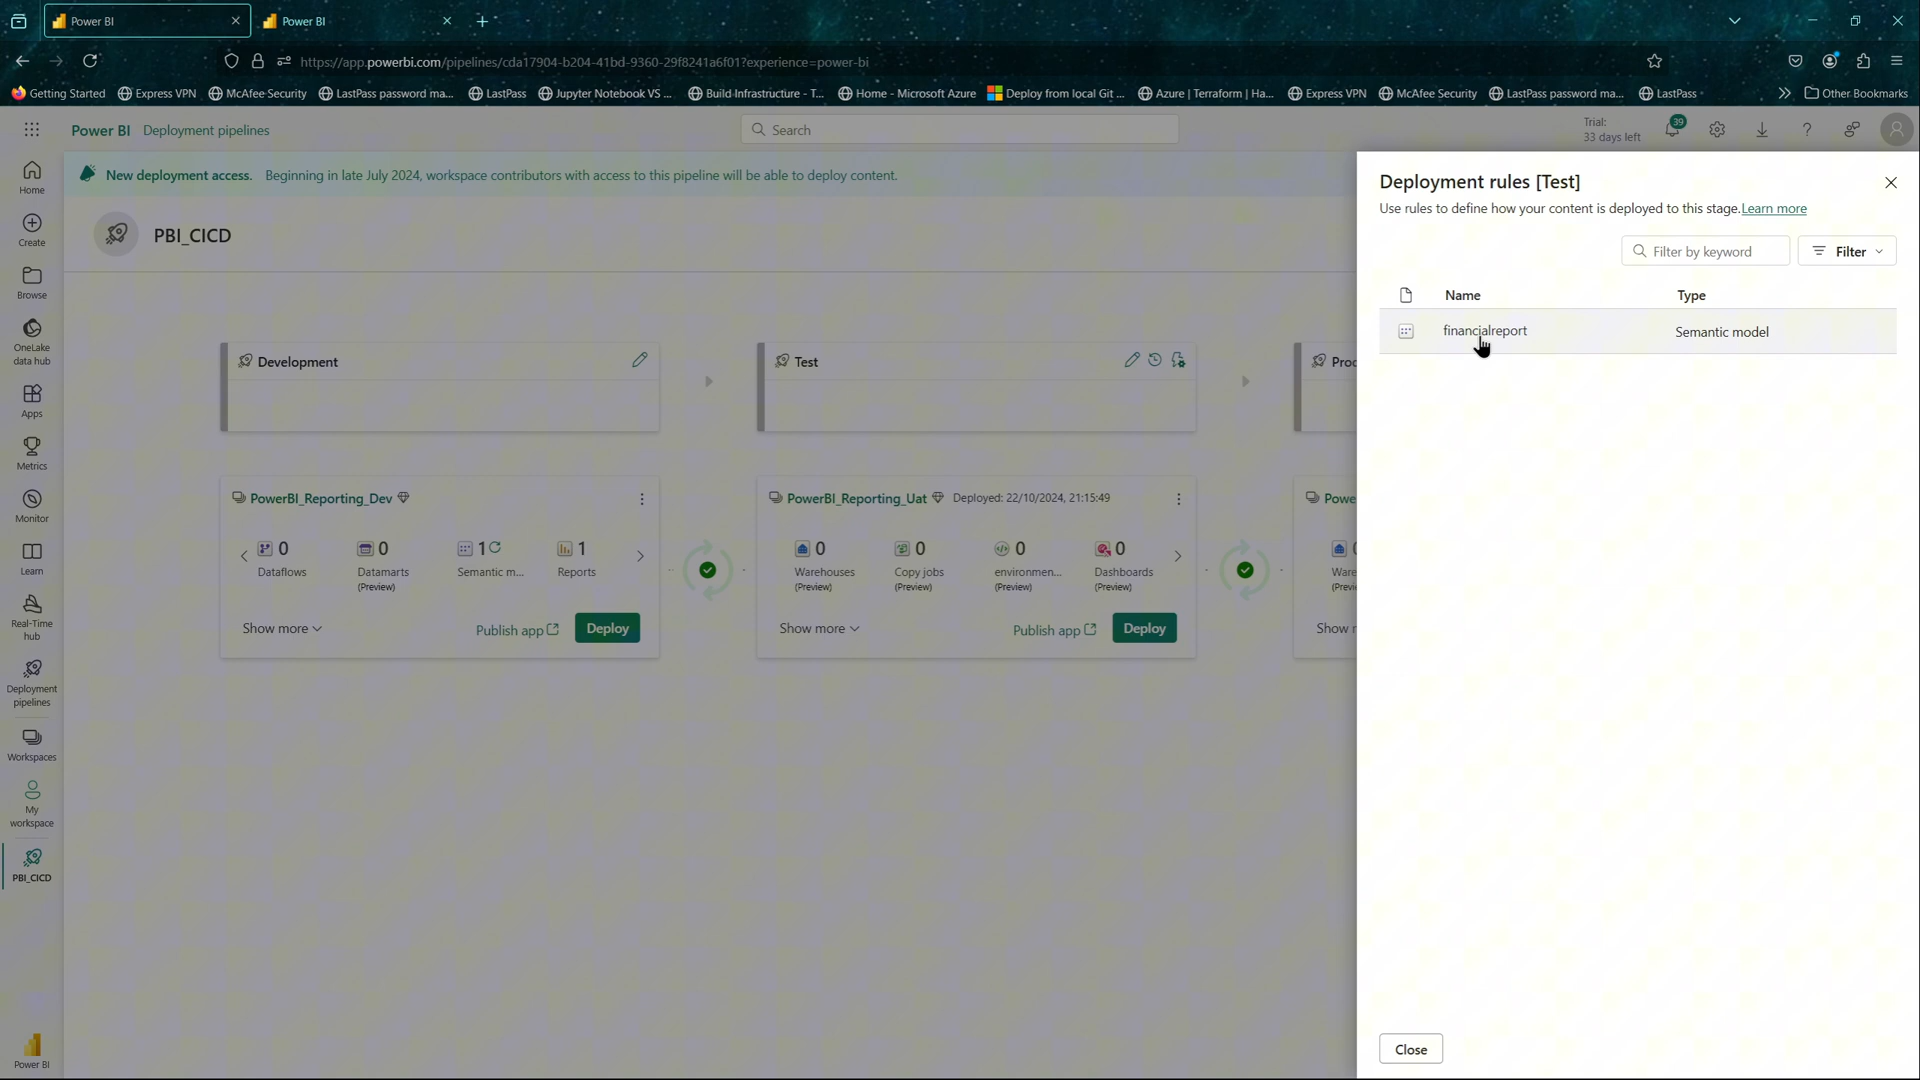 Power BI
Power BI
https://app.powerbi.com/pipelines/cda17904-b204-41bd-9360-29f8241a6f01?experience=power-bi
Getting Started
Express VPN
McAfee Security
LastPass password ma...
LastPass
Jupyter Notebook VS ...
Build-Infrastructure - T...
Home - Microsoft Azure
Deploy from local Git ...
Azure | Terraform | Ha...
Express VPN
McAfee Security
LastPass password ma...
LastPass
Other Bookmarks
Power BI Deployment pipelines
Search
Trial:
33 days left
39
Home
Create
Browse
OneLake
data hub
Apps
Metrics
Monitor
Learn
Real-Time
hub
Deployment
pipelines
Workspaces
My
workspace
PBI_CICD
Power BI
New deployment access. Beginning in late July 2024, workspace contributors with access to this pipeline will be able to deploy content.
PBI_CICD
Development
Test
Proc
PowerBI_Reporting_Dev
0
Dataflows
0
Datamarts
(Preview)
1
Semantic m...
1
Reports
Show more
Publish app
Deploy
PowerBI_Reporting_Uat
Deployed: 22/10/2024, 21:15:49
0
Warehouses
(Preview)
0
Copy jobs
(Preview)
0
environmen...
(Preview)
0
Dashboards
(Preview)
Show more
Publish app
Deploy
Powe
Ware
(Previe
Show r
Deployment rules [Test]
Use rules to define how your content is deployed to this stage. Learn more
Filter by keyword
Filter
Name
Type
financialreport
Semantic model
Close